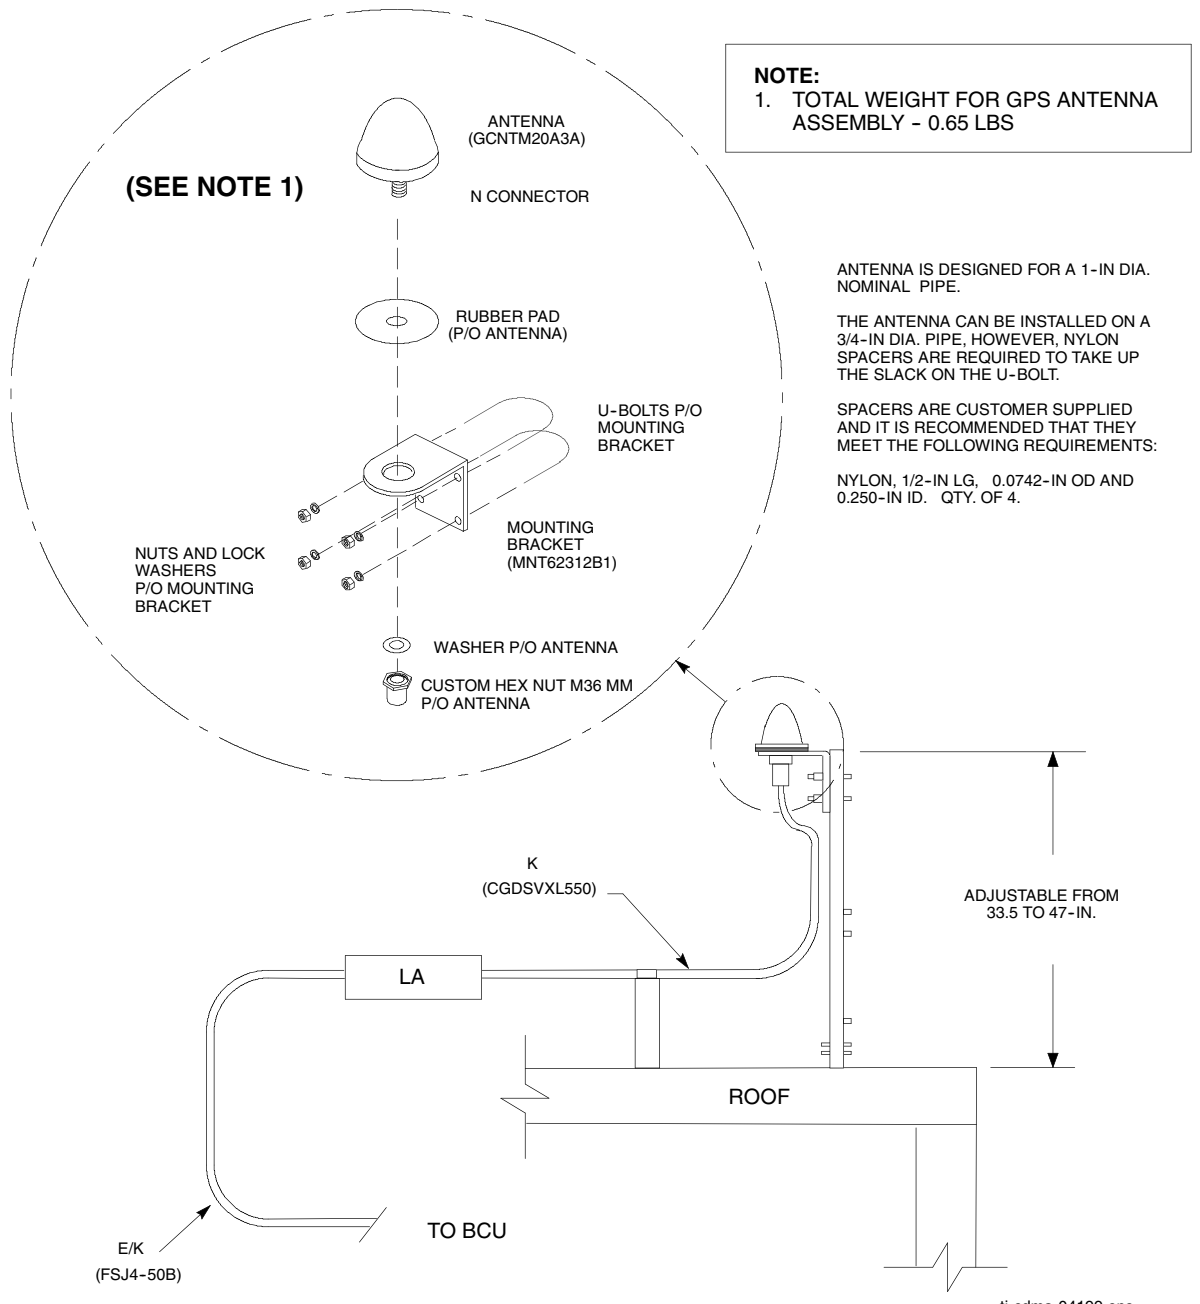 NOTE:
1. TOTAL WEIGHT FOR GPS ANTENNA
ASSEMBLY - 0.65 LBS
ANTENNA
(GCNTM20A3A)
(SEE NOTE 1)
N CONNECTOR
ANTENNA IS DESIGNED FOR A 1-IN DIA.
NOMINAL PIPE.
THE ANTENNA CAN BE INSTALLED ON A
3/4-IN DIA. PIPE, HOWEVER, NYLON
SPACERS ARE REQUIRED TO TAKE UP
THE SLACK ON THE U-BOLT.
SPACERS ARE CUSTOMER SUPPLIED
AND IT IS RECOMMENDED THAT THEY
MEET THE FOLLOWING REQUIREMENTS:
NYLON, 1/2-IN LG, 0.0742-IN OD AND
0.250-IN ID. QTY. OF 4.
RUBBER PAD
(P/O ANTENNA)
U-BOLTS P/O
MOUNTING
BRACKET
MOUNTING
BRACKET
(MNT62312B1)
NUTS AND LOCK
WASHERS
P/O MOUNTING
BRACKET
WASHER P/O ANTENNA
CUSTOM HEX NUT M36 MM
P/O ANTENNA
K
(CGDSVXL550)
ADJUSTABLE FROM
33.5 TO 47-IN.
LA
ROOF
TO BCU
E/K
(FSJ4-50B)